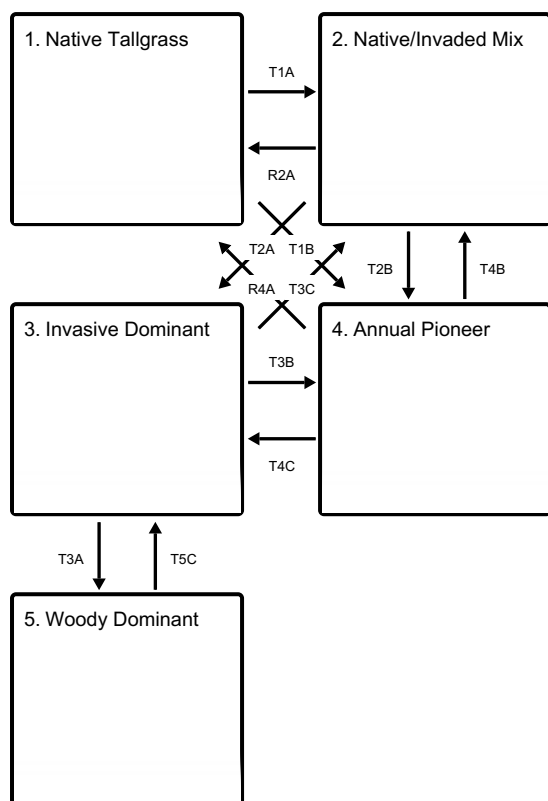 1. Native Tallgrass
2. Native/Invaded Mix
T1A
R2A
T2A
T1B
T2B
T4B
R4A
T3C
3. Invasive Dominant
4. Annual Pioneer
T3B
T4C
T3A
T5C
5. Woody Dominant